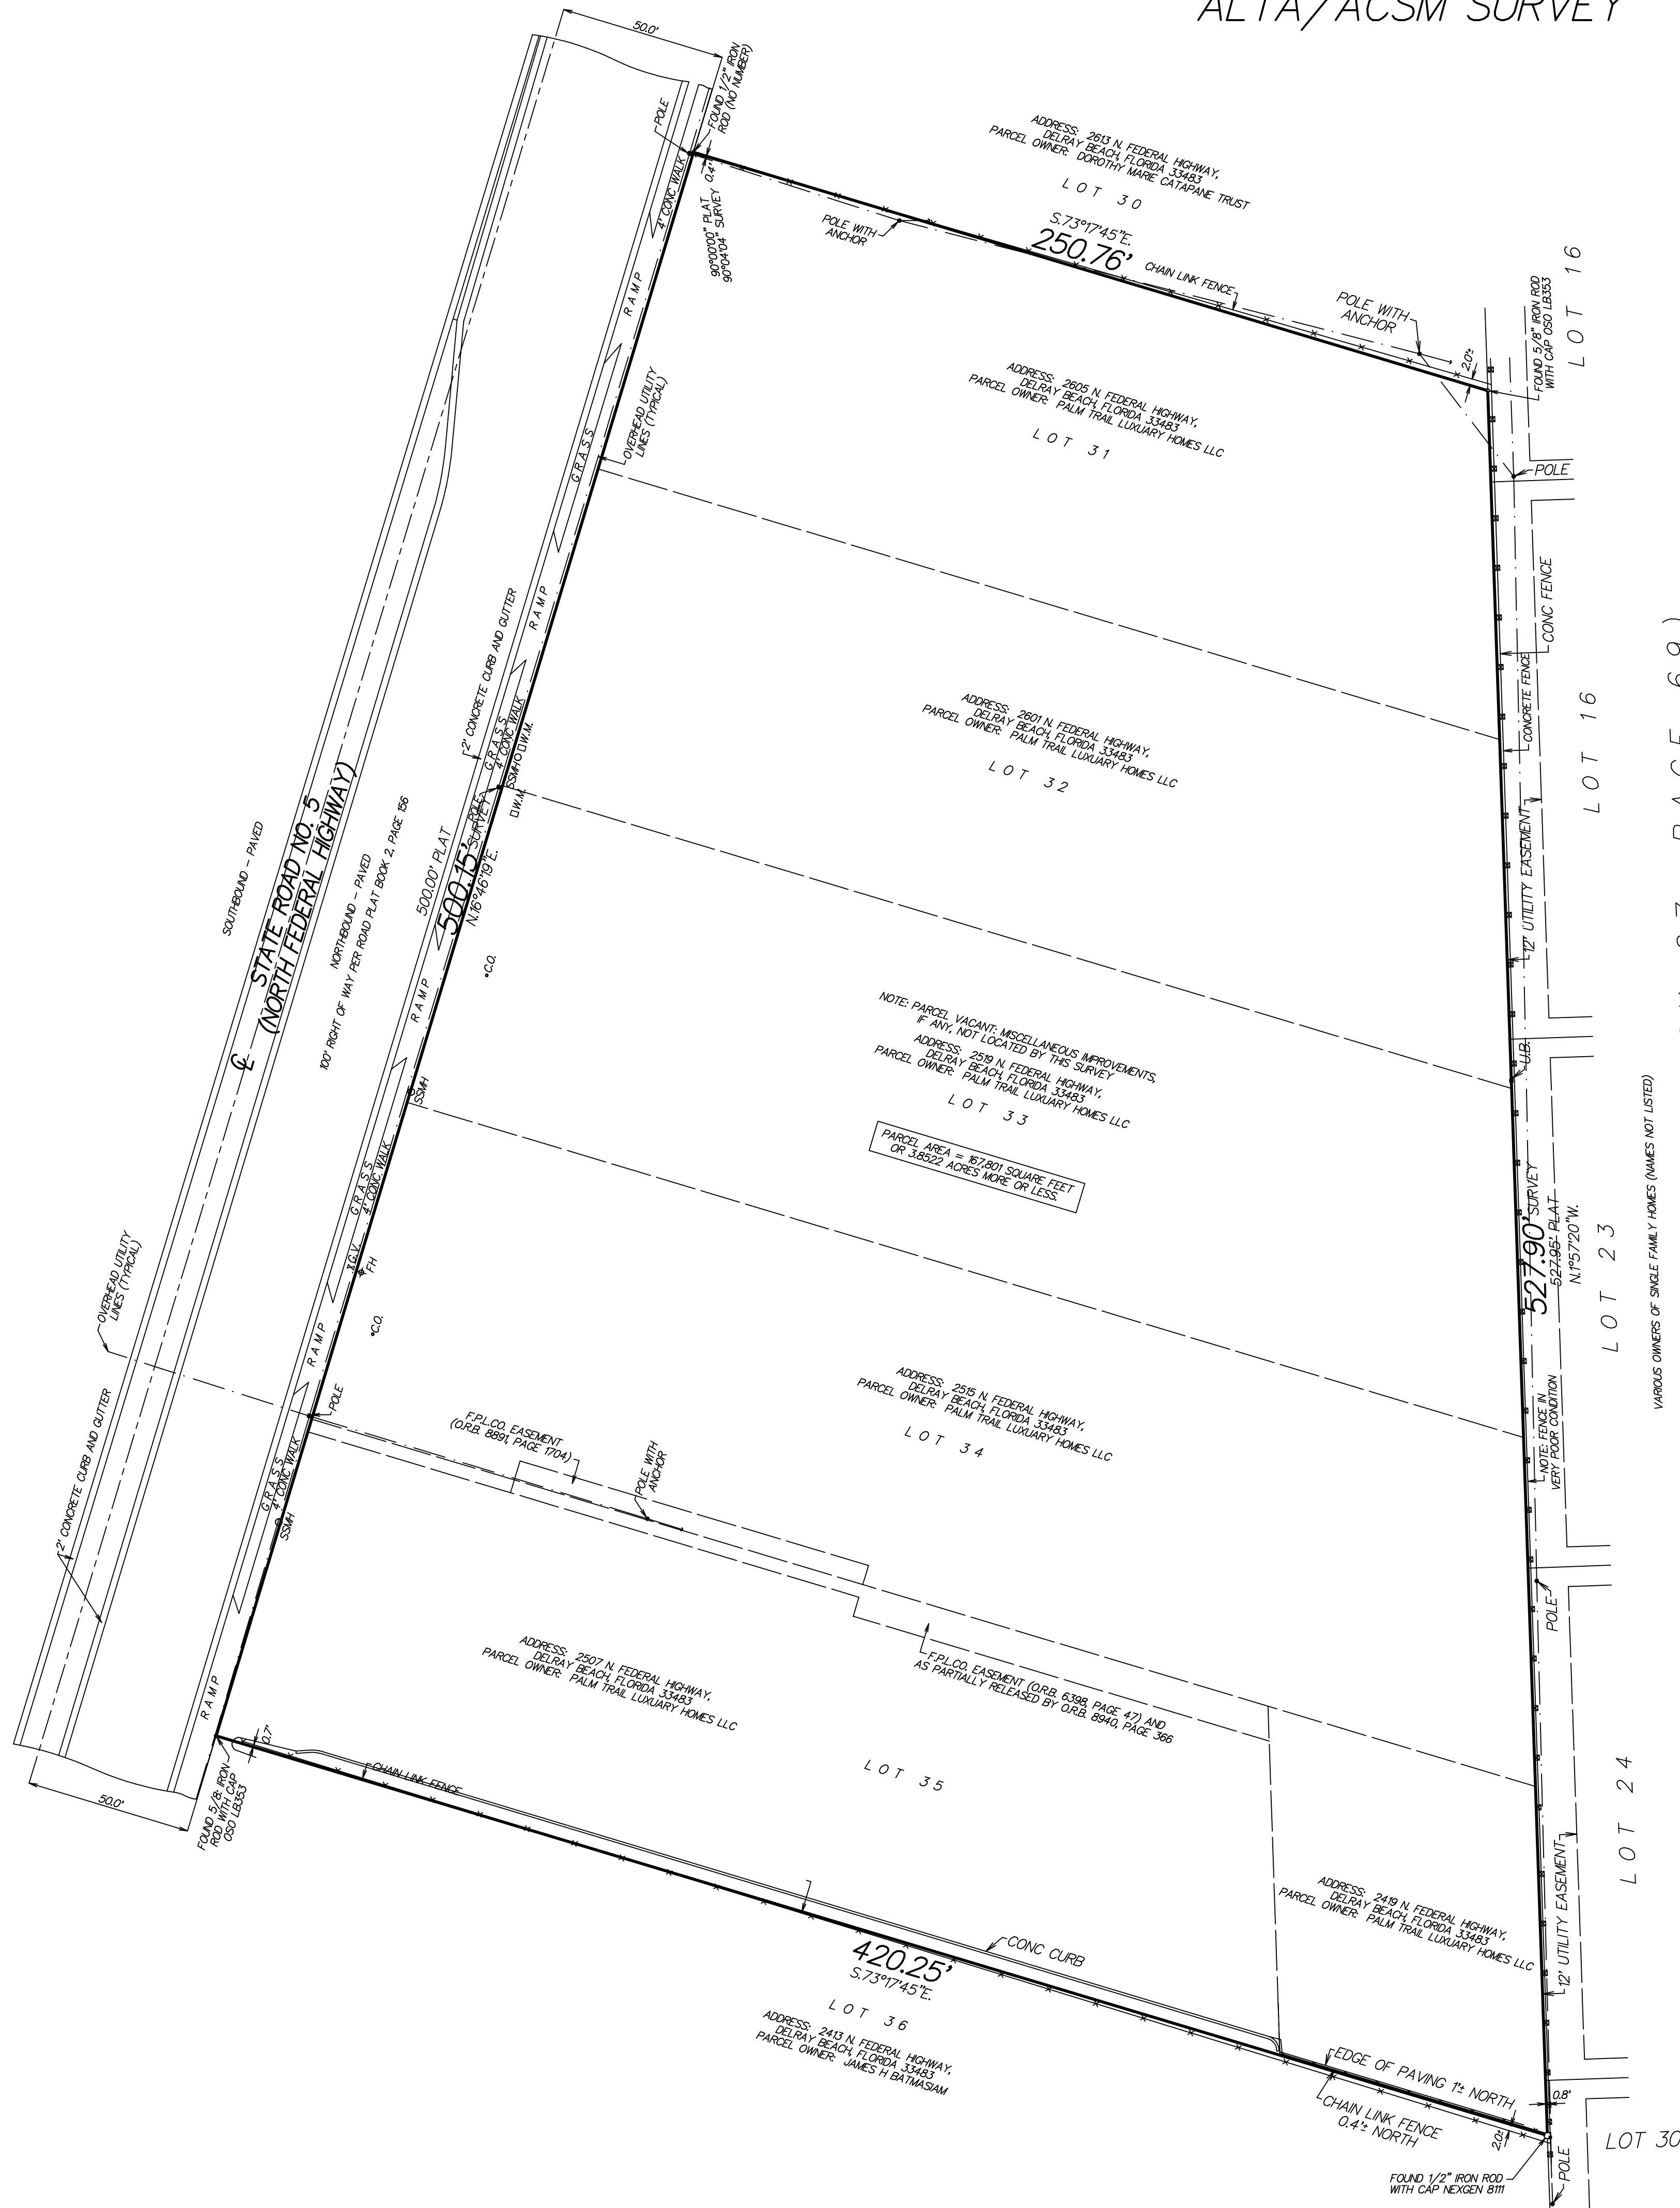 ALTA/ACSM SURVEY
50.0'
FOUND 1/2" IRON
ROD (NO NUMBER)
POLE
4' CONC WALK
0.4'
90°00'00" PLAT
90°04'04" SURVEY
ADDRESS: 2613 N. FEDERAL HIGHWAY,
DELRAY BEACH, FLORIDA 33483
PARCEL OWNER: DOROTHY MARIE CATAPANE TRUST
LOT 30
S.73°17'45"E.
250.76'
POLE WITH
ANCHOR
CHAIN LINK FENCE
POLE WITH
ANCHOR
2.0'±
FOUND 5/8" IRON ROD
WITH CAP OSO LB353
LOT 16
RAMP
GRASS
OVERHEAD UTILITY
LINES (TYPICAL)
ADDRESS: 2605 N. FEDERAL HIGHWAY,
DELRAY BEACH, FLORIDA 33483
PARCEL OWNER: PALM TRAIL LUXUARY HOMES LLC
LOT 31
POLE
CONC FENCE
CONCRETE FENCE
RAMP
2' CONCRETE CURB AND GUTTER
GRASS
4' CONC WALK
W.M.
SSMH
W.M.
POLE
ADDRESS: 2601 N. FEDERAL HIGHWAY,
DELRAY BEACH, FLORIDA 33483
PARCEL OWNER: PALM TRAIL LUXUARY HOMES LLC
LOT 32
LOT 16
12' UTILITY EASEMENT
SOUTHBOUND - PAVED
STATE ROAD NO. 5
(NORTH FEDERAL HIGHWAY)
NORTHBOUND - PAVED
100' RIGHT OF WAY PER ROAD PLAT BOOK 2, PAGE 156
500.00' PLAT
500.15' SURVEY
N.16°46'19"E.
C.O.
RAMP
NOTE: PARCEL VACANT: MISCELLANEOUS IMPROVEMENTS,
IF ANY, NOT LOCATED BY THIS SURVEY
ADDRESS: 2519 N. FEDERAL HIGHWAY,
DELRAY BEACH, FLORIDA 33483
PARCEL OWNER: PALM TRAIL LUXUARY HOMES LLC
LOT 33
PARCEL AREA = 167,801 SQUARE FEET
OR 3.8522 ACRES MORE OR LESS.
U.B.
SSMH
GRASS
4' CONC WALK
G.V.
FH
527.90' SURVEY
527.95' PLAT
N.1°57'20"W.
LOT 23
VARIOUS OWNERS OF SINGLE FAMILY HOMES (NAMES NOT LISTED)
PAGE 69)
OVERHEAD UTILITY
LINES (TYPICAL)
C.O.
RAMP
POLE
2' CONCRETE CURB AND GUTTER
GRASS
4' CONC WALK
SSMH
F.P.L.CO. EASEMENT
(O.R.B. 8891, PAGE 1704)
POLE WITH
ANCHOR
ADDRESS: 2515 N. FEDERAL HIGHWAY,
DELRAY BEACH, FLORIDA 33483
PARCEL OWNER: PALM TRAIL LUXUARY HOMES LLC
LOT 34
NOTE: FENCE IN
VERY POOR CONDITION
POLE
RAMP
ADDRESS: 2507 N. FEDERAL HIGHWAY,
DELRAY BEACH, FLORIDA 33483
PARCEL OWNER: PALM TRAIL LUXUARY HOMES LLC
F.P.L.CO. EASEMENT (O.R.B. 6398, PAGE 47) AND
AS PARTIALLY RELEASED BY O.R.B. 8940, PAGE 366
LOT 35
0.7'
CHAIN LINK FENCE
50.0'
FOUND 5/8: IRON
ROD WITH CAP
OSO LB353
LOT 24
ADDRESS: 2419 N. FEDERAL HIGHWAY,
DELRAY BEACH, FLORIDA 33483
PARCEL OWNER: PALM TRAIL LUXUARY HOMES LLC
12' UTILITY EASEMENT
CONC CURB
420.25'
S.73°17'45"E.
LOT 36
ADDRESS: 2413 N. FEDERAL HIGHWAY,
DELRAY BEACH, FLORIDA 33483
PARCEL OWNER: JAMES H BATMASIAM
EDGE OF PAVING 1'± NORTH
CHAIN LINK FENCE
0.4'± NORTH
2.0±
0.8'
LOT 30
FOUND 1/2" IRON ROD
WITH CAP NEXGEN 8111
POLE